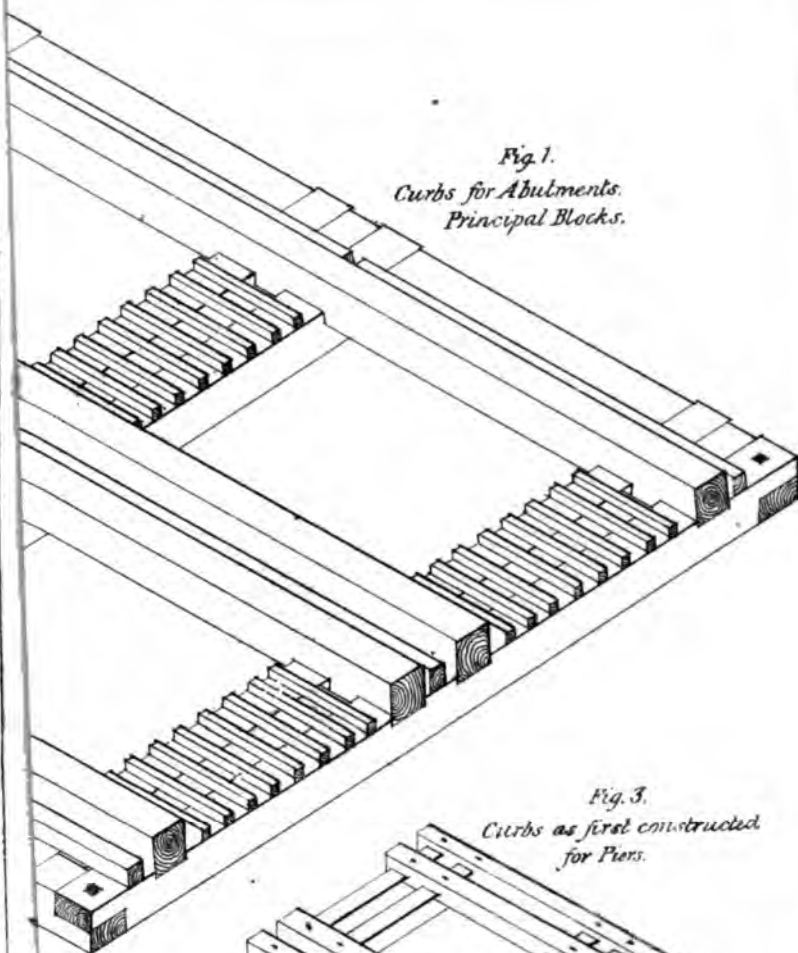 Fig. 1.
Curbs for Abutments.
Principal Blocks.
Fig. 3.
Curbs as first constructed
for Piers.